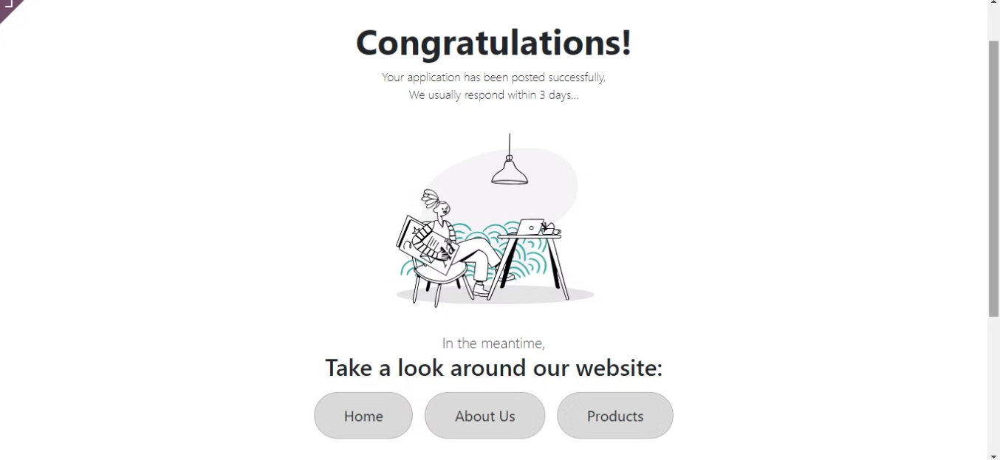 Congratulations!
Your application has been posted successfully,
We usually respond within 3 days...
In the meantime,
Take a look around our website:
Home
About Us
Products